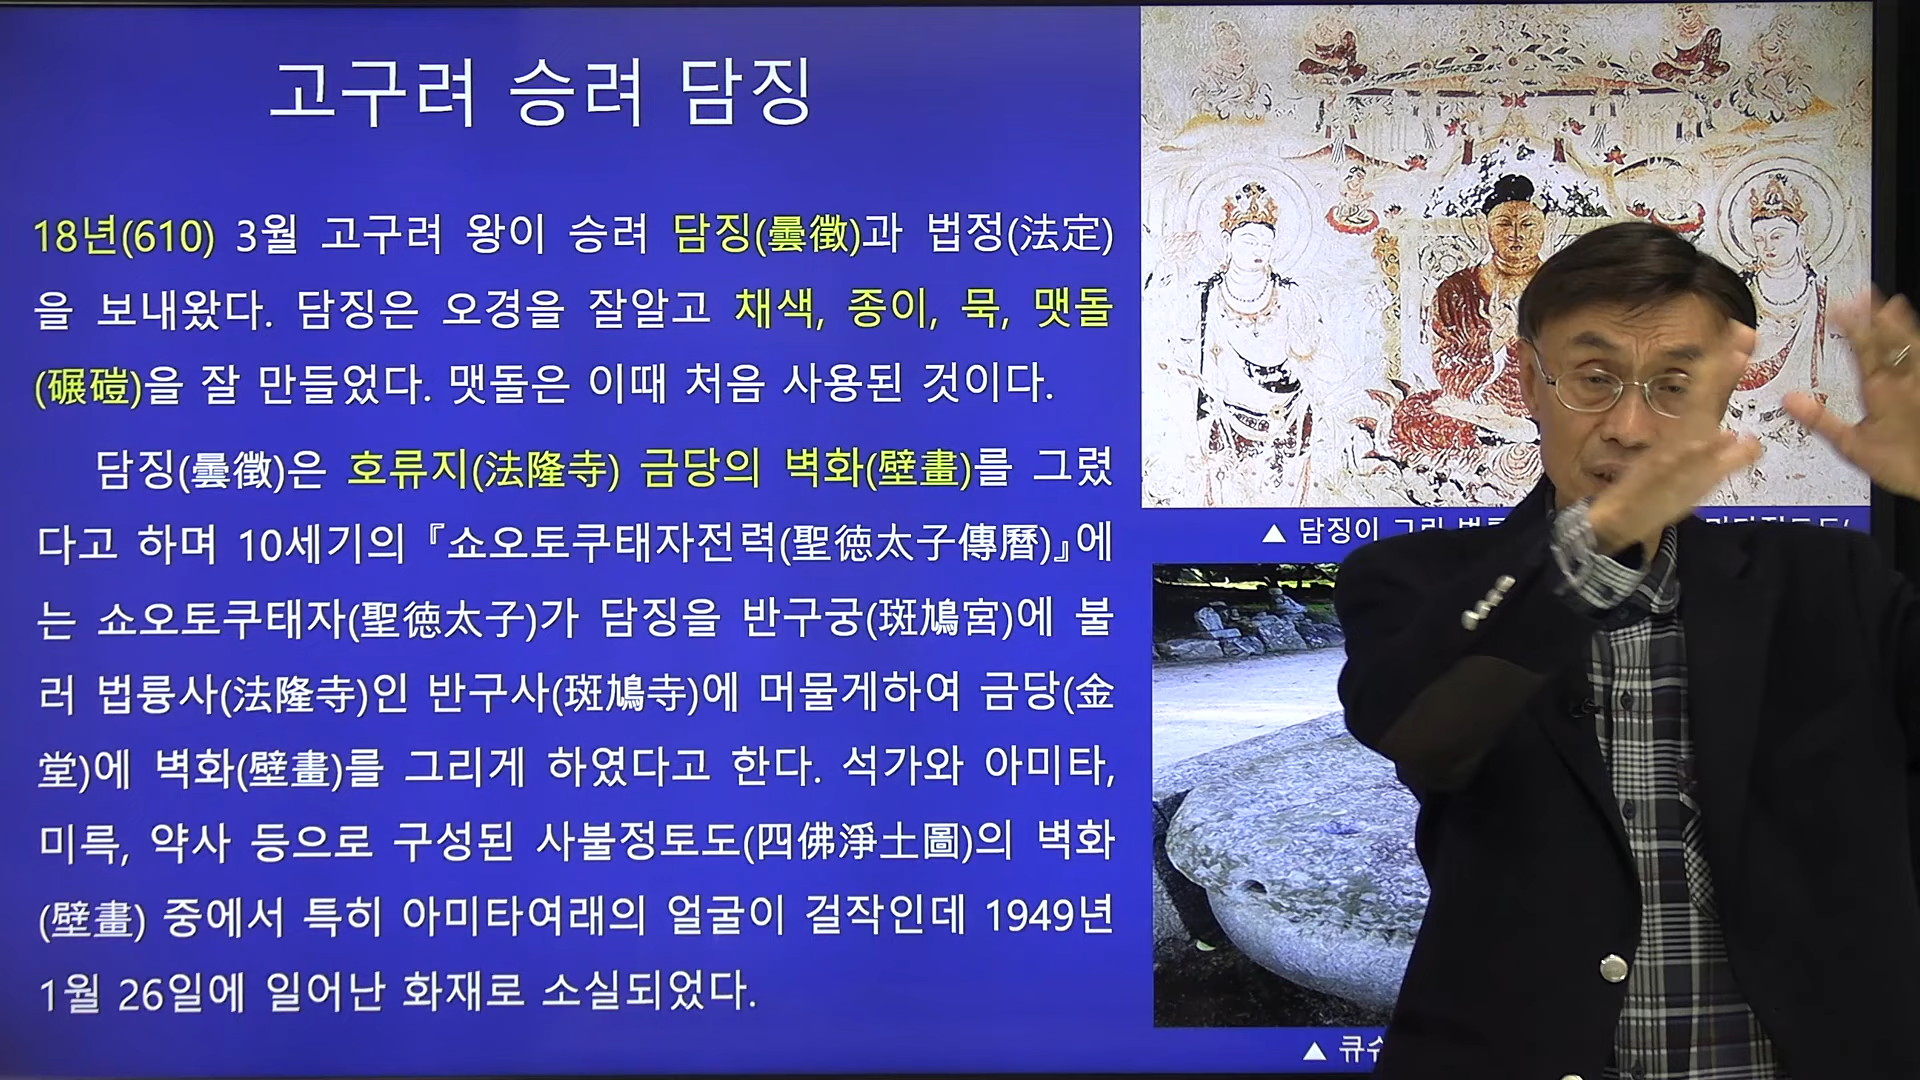 고구려 승려 담징
18년(610) 3월 고구려 왕이 승려 담징(曇徵)과 법정(法定)
을 보내왔다. 담징은 오경을 잘알고 채색, 종이, 묵, 맷돌
(碾磑)을 잘 만들었다. 맷돌은 이때 처음 사용된 것이다.
담징(曇徵)은 호류지(法隆寺) 금당의 벽화(壁畫)를 그렸
다고 하며 10세기의 『쇼오토쿠태자전력(聖徳太子傳曆)』에
는 쇼오토쿠태자(聖徳太子)가 담징을 반구궁(斑鳩宮)에 불
러 법륭사(法隆寺)인 반구사(斑鳩寺)에 머물게하여 금당(金
堂)에 벽화(壁畫)를 그리게 하였다고 한다. 석가와 아미타,
미륵, 약사 등으로 구성된 사불정토도(四佛淨土圖)의 벽화
(壁畫) 중에서 특히 아미타여래의 얼굴이 걸작인데 1949년
1월 26일에 일어난 화재로 소실되었다.
▲ 담징이 그린
▲ 큐슈